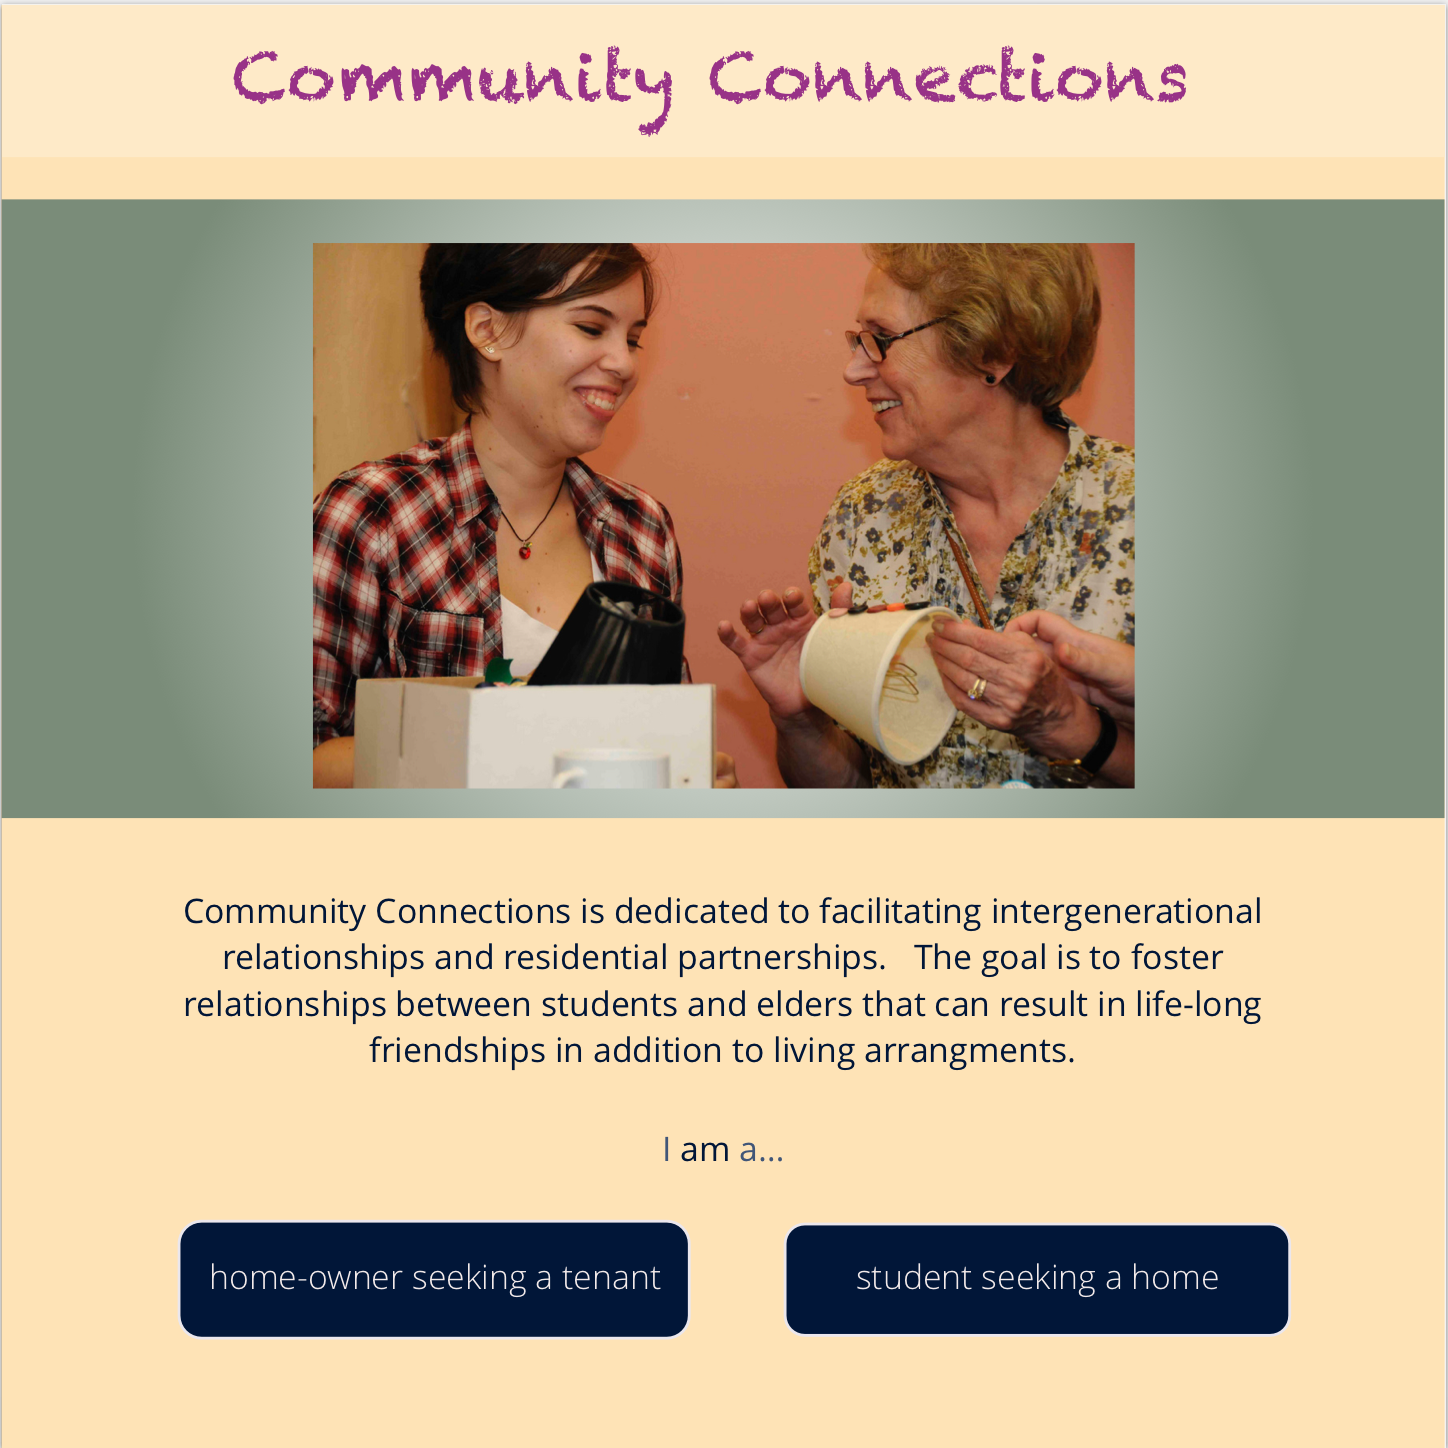 Community Connections
Community Connections is dedicated to facilitating intergenerational
relationships and residential partnerships.   The goal is to foster
relationships between students and elders that can result in life-long
friendships in addition to living arrangments.
I am a...
home-owner seeking a tenant
student seeking a home